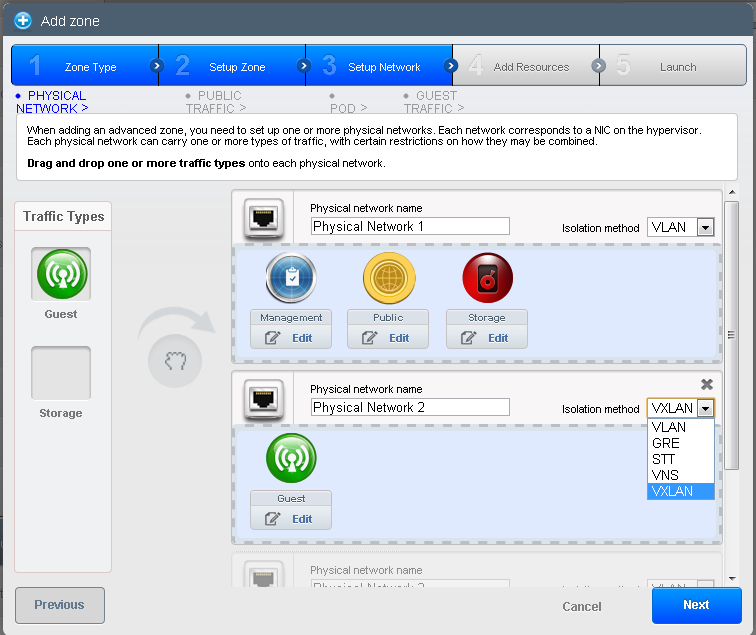 Add zone
1 Zone Type
2 Setup Zone
3 Setup Network
4 Add Resources
5 Launch
• PHYSICAL
NETWORK >
• PUBLIC
TRAFFIC >
•
POD >
• GUEST
TRAFFIC >
When adding an advanced zone, you need to set up one or more physical networks. Each network corresponds to a NIC on the hypervisor.
Each physical network can carry one or more types of traffic, with certain restrictions on how they may be combined.
Drag and drop one or more traffic types onto each physical network.
Traffic Types
Guest
Storage
Physical network name
Physical Network 1
Isolation method VLAN
Management
Edit
Public
Edit
Storage
Edit
Physical network name
Physical Network 2
Isolation method VXLAN
VLAN
GRE
STT
VNS
VXLAN
Guest
Edit
Physical network name
Previous
Cancel
Next